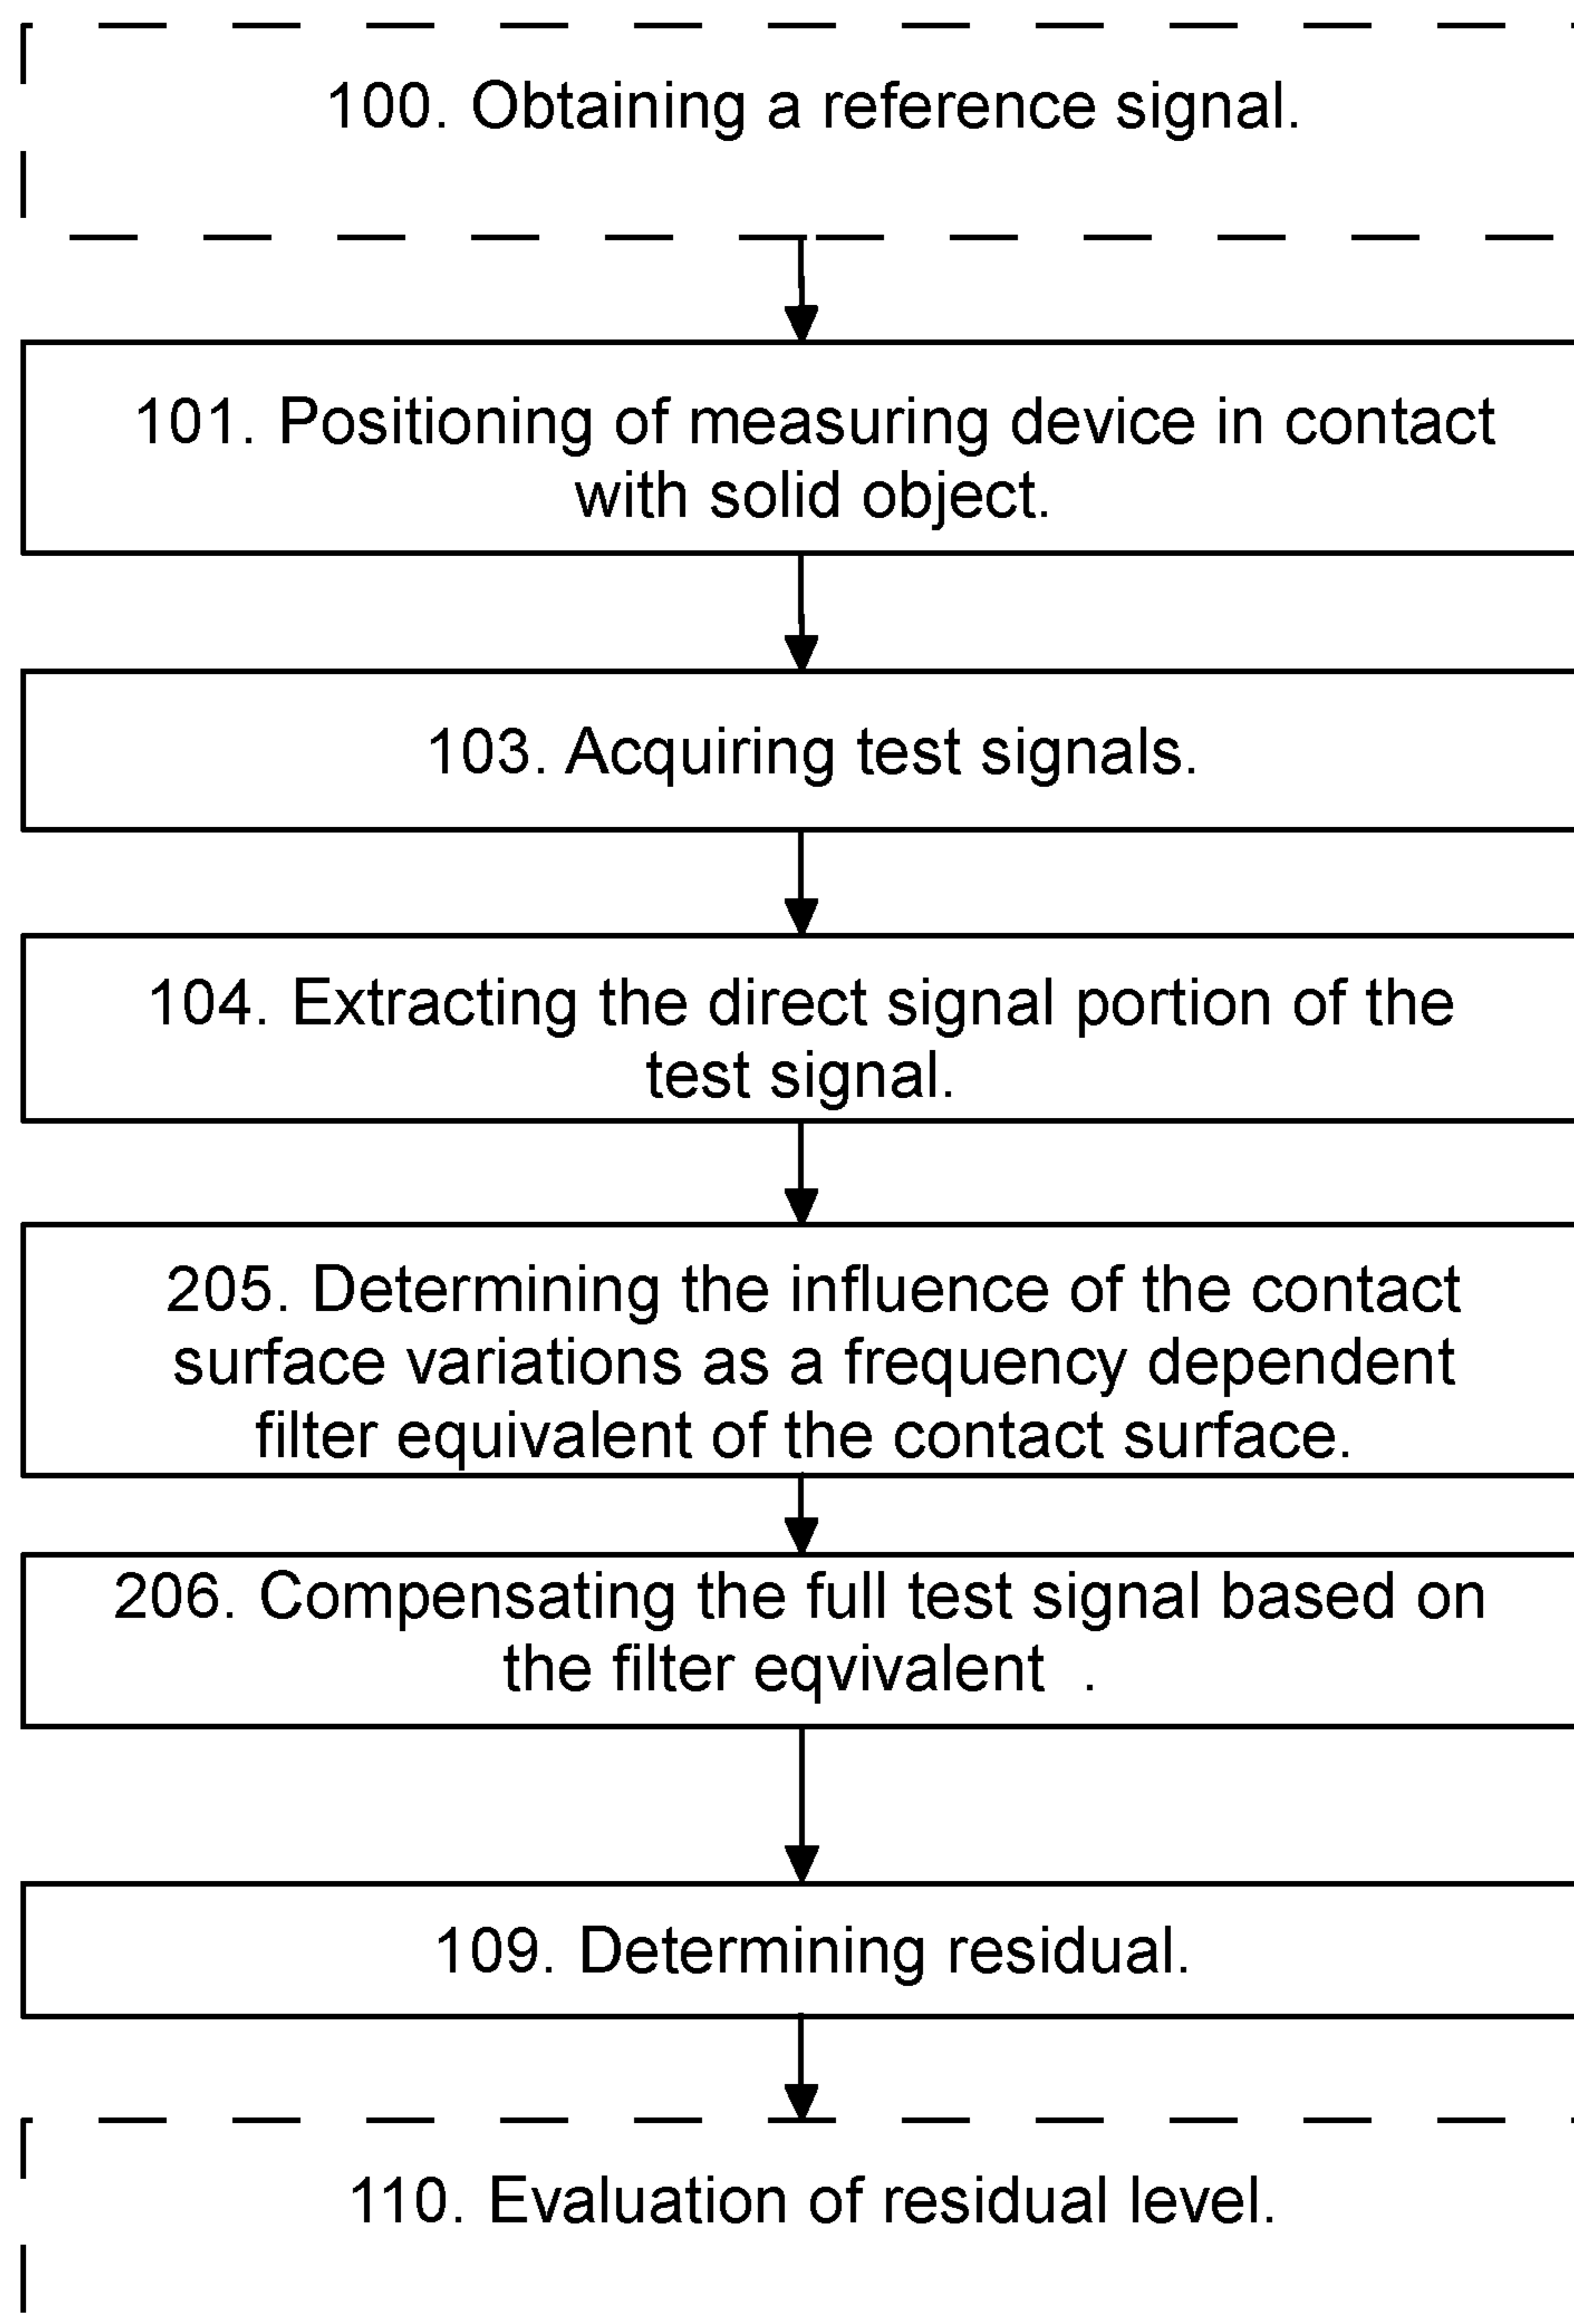 100. Obtaining a reference signal.
101. Positioning of measuring device in contact
with solid object.
103. Acquiring test signals.
104. Extracting the direct signal portion of the
test signal.
205. Determining the influence of the contact
surface variations as a frequency dependent
filter equivalent of the contact surface.
206. Compensating the full test signal based on
the filter eqvivalent .
109. Determining residual.
110. Evaluation of residual level.